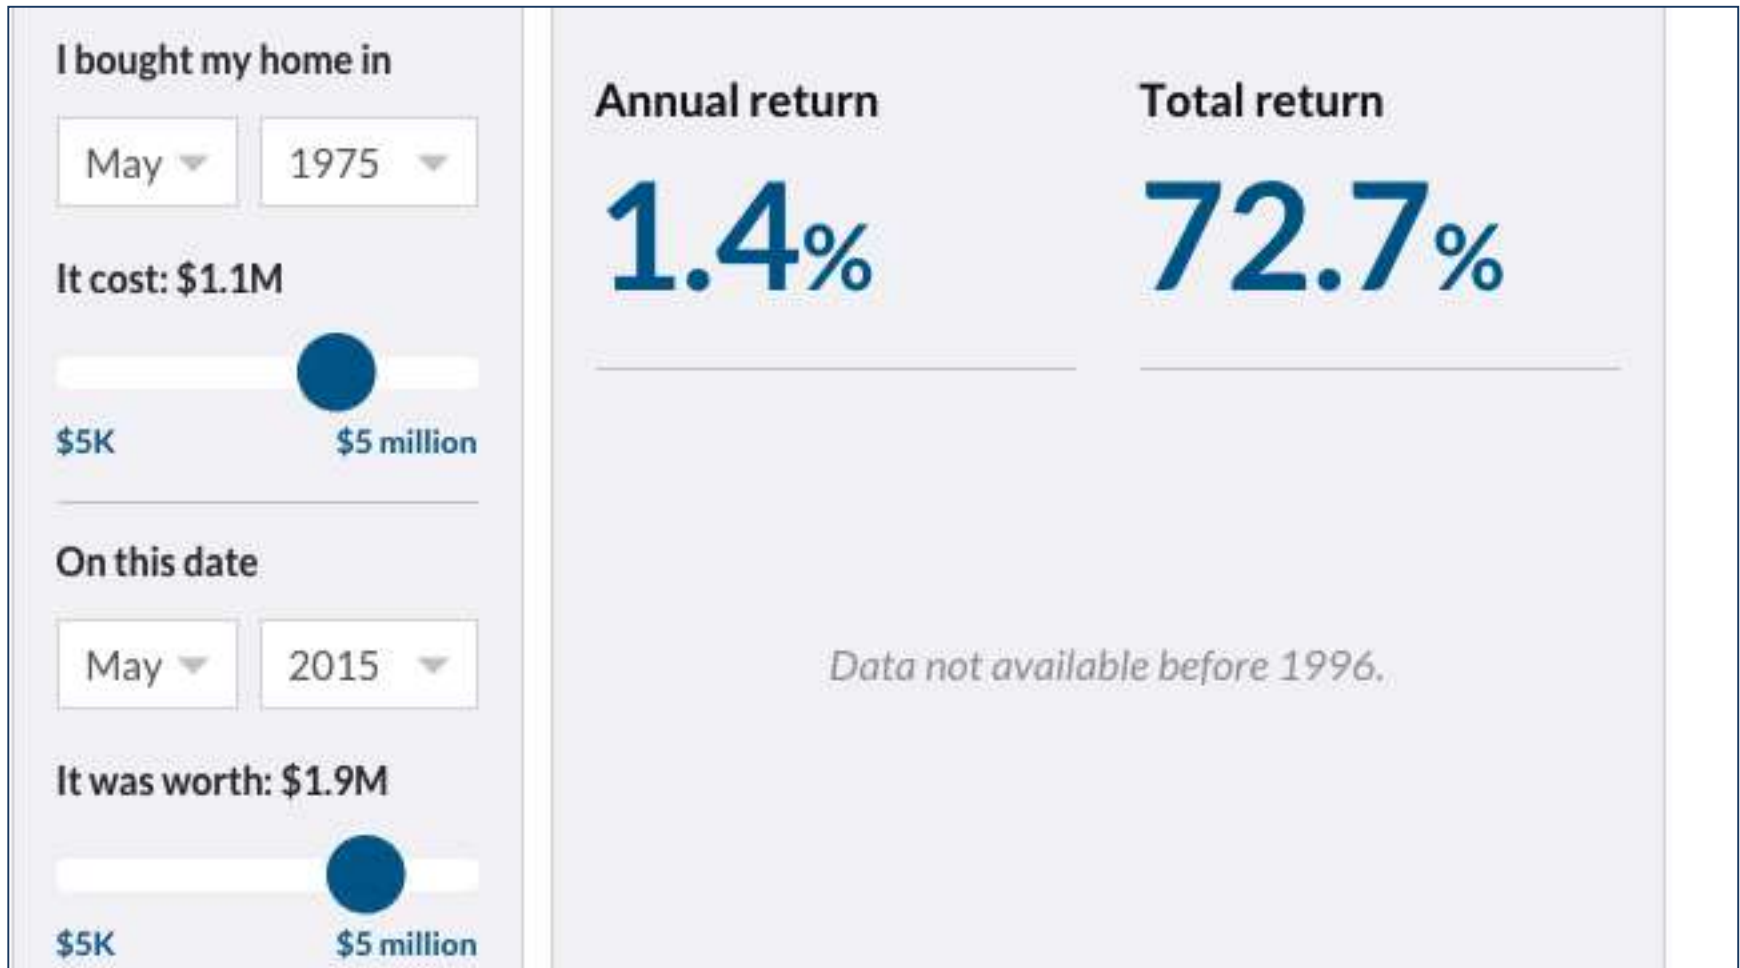 I bought my home in
May 1975
It cost: $1.1M
$5K $5 million
On this date
May 2015
It was worth: $1.9M
$5K $5 million
Annual return
1.4%
Total return
72.7%
Data not available before 1996.